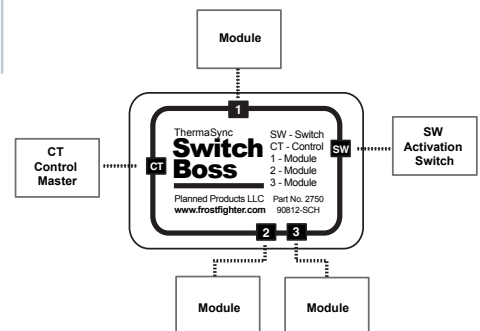 Module
1
ThermaSync
Switch
Boss
SW - Switch
CT - Control
1 - Module
2 - Module
3 - Module
CT
SW
CT
Control
Master
SW
Activation
Switch
Planned Products LLC
www.frostfighter.com
Part No. 2750
90812-SCH
2
3
Module
Module